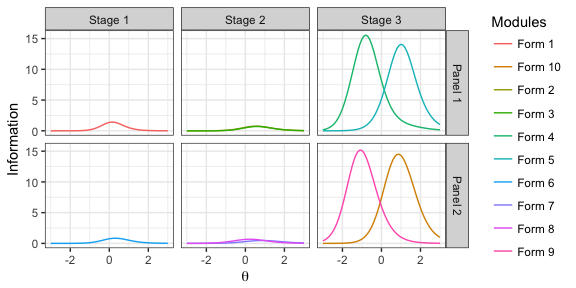 Stage 1 Stage 2 Stage 3
Modules
15
10
5
0
Panel 1
Information
15
10
5
0
Panel 2
-2 0 2 -2 0 2 -2 0 2
θ
Form 1
Form 10
Form 2
Form 3
Form 4
Form 5
Form 6
Form 7
Form 8
Form 9